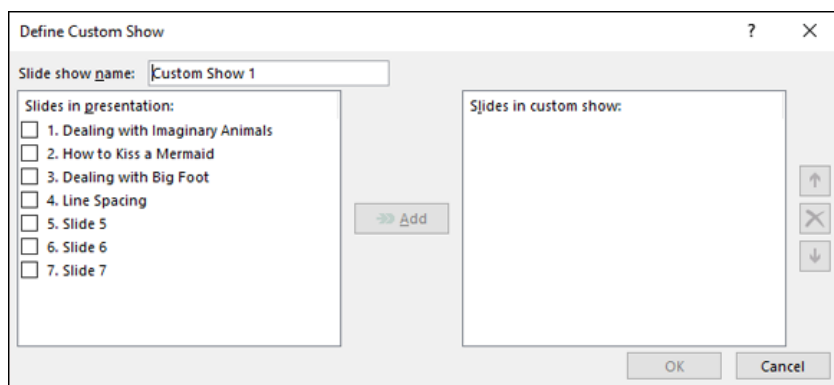 Define Custom Show
Slide show name: Custom Show 1
Slides in presentation:
1. Dealing with Imaginary Animals
2. How to Kiss a Mermaid
3. Dealing with Big Foot
4. Line Spacing
5. Slide 5
6. Slide 6
7. Slide 7
Add
Slides in custom show:
OK
Cancel